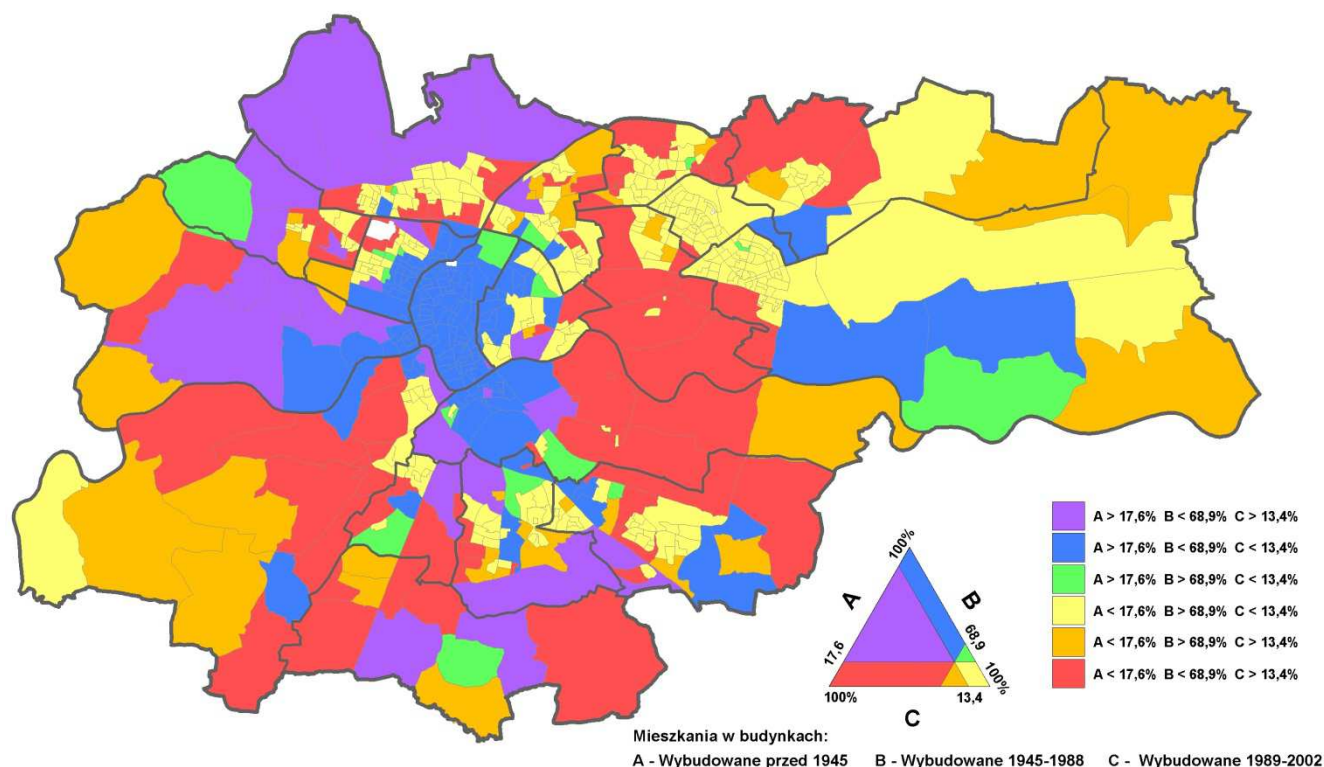 A > 17,6% B < 68,9% C > 13,4%
A > 17,6% B < 68,9% C < 13,4%
A > 17,6% B > 68,9% C < 13,4%
A < 17,6% B > 68,9% C < 13,4%
A < 17,6% B > 68,9% C > 13,4%
A < 17,6% B < 68,9% C > 13,4%
100%
A
B
17,6
68,9
100%
100%
13,4
C
Mieszkania w budynkach:
A - Wybudowane przed 1945 B - Wybudowane 1945-1988 C - Wybudowane 1989-2002